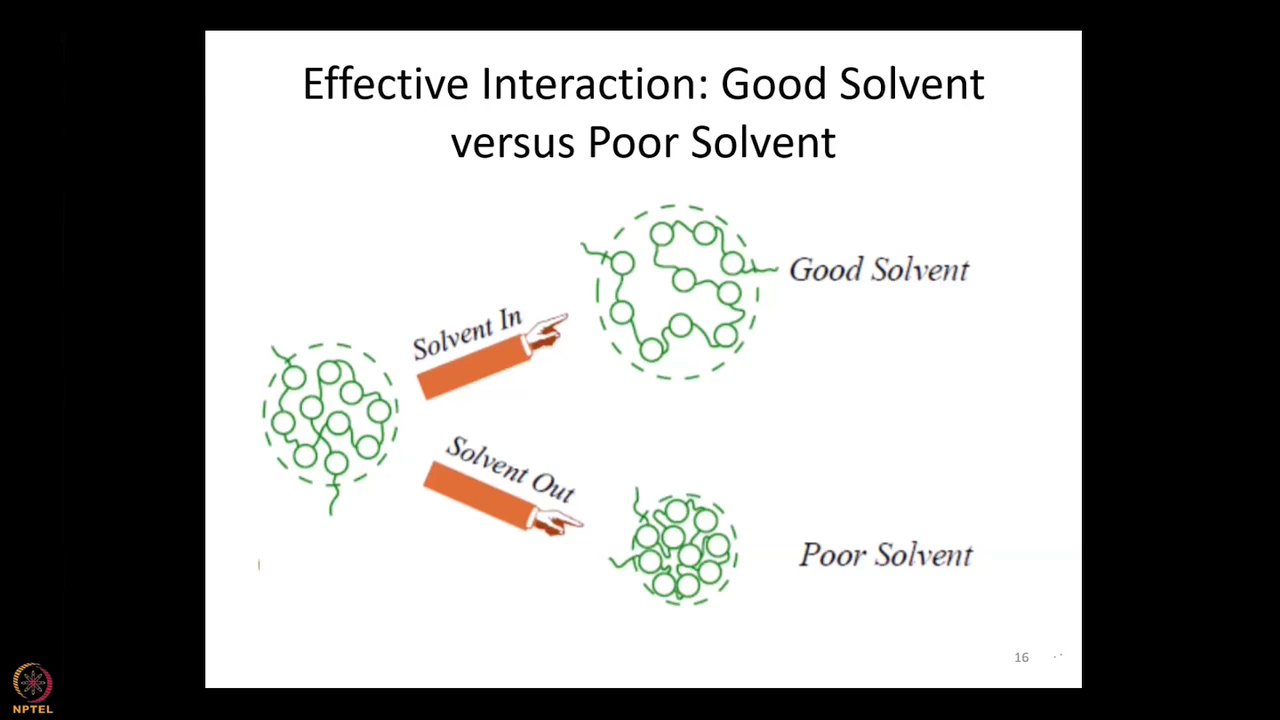 Effective Interaction: Good Solvent
versus Poor Solvent
Solvent In
Good Solvent
Solvent Out
Poor Solvent
16
NPTEL